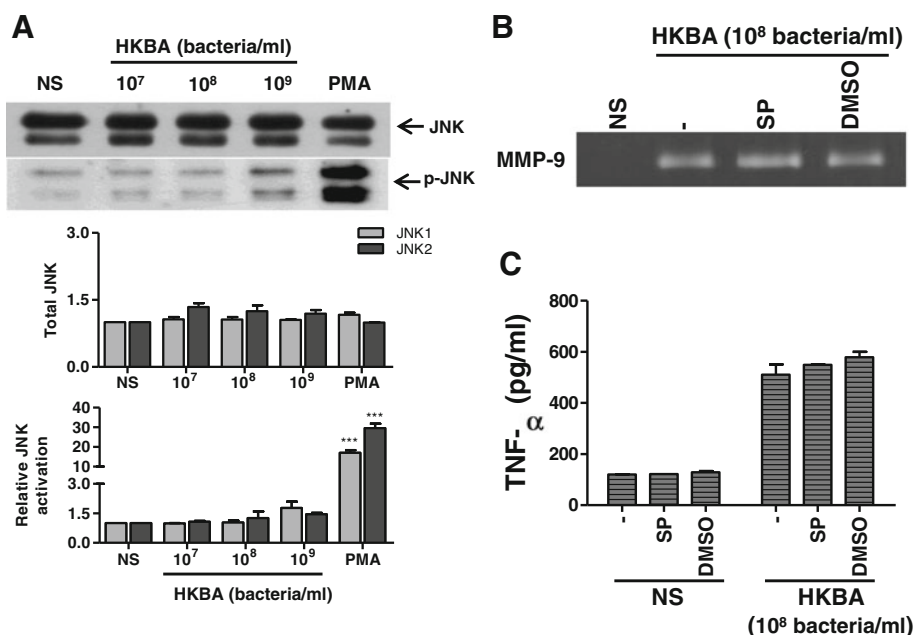 A
HKBA (bacteria/ml)
NS 10⁷ 10⁸ 10⁹ PMA
JNK
p-JNK
JNK1
JNK2
Total JNK
3.0
1.5
0.0
NS 10⁷ 10⁸ 10⁹ PMA
Relative JNK
activation
40
30
20
10
3.0
1.5
0.0
*** ***
NS 10⁷ 10⁸ 10⁹ PMA
HKBA (bacteria/ml)
B
HKBA (10⁸ bacteria/ml)
NS - SP DMSO
MMP-9
C
TNF-α (pg/ml)
800
600
400
200
0
- SP DMSO - SP DMSO
NS HKBA
(10⁸ bacteria/ml)